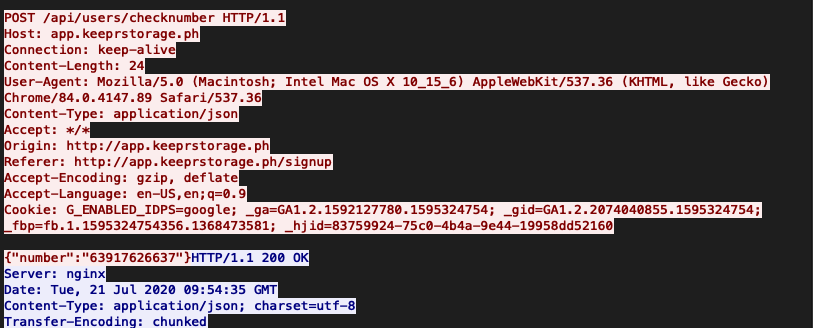 POST /api/users/checknumber HTTP/1.1
Host: app.keeprstorage.ph
Connection: keep-alive
Content-Length: 24
User-Agent: Mozilla/5.0 (Macintosh; Intel Mac OS X 10_15_6) AppleWebKit/537.36 (KHTML, like Gecko)
Chrome/84.0.4147.89 Safari/537.36
Content-Type: application/json
Accept: */*
Origin: http://app.keeprstorage.ph
Referer: http://app.keeprstorage.ph/signup
Accept-Encoding: gzip, deflate
Accept-Language: en-US,en;q=0.9
Cookie: G_ENABLED_IDPS=google; _ga=GA1.2.1592127780.1595324754; _gid=GA1.2.2074040855.1595324754;
_fbp=fb.1.1595324754356.1368473581; _hjid=83759924-75c0-4b4a-9e44-19958dd52160
{"number":"63917626637"}HTTP/1.1 200 OK
Server: nginx
Date: Tue, 21 Jul 2020 09:54:35 GMT
Content-Type: application/json; charset=utf-8
Transfer-Encoding: chunked